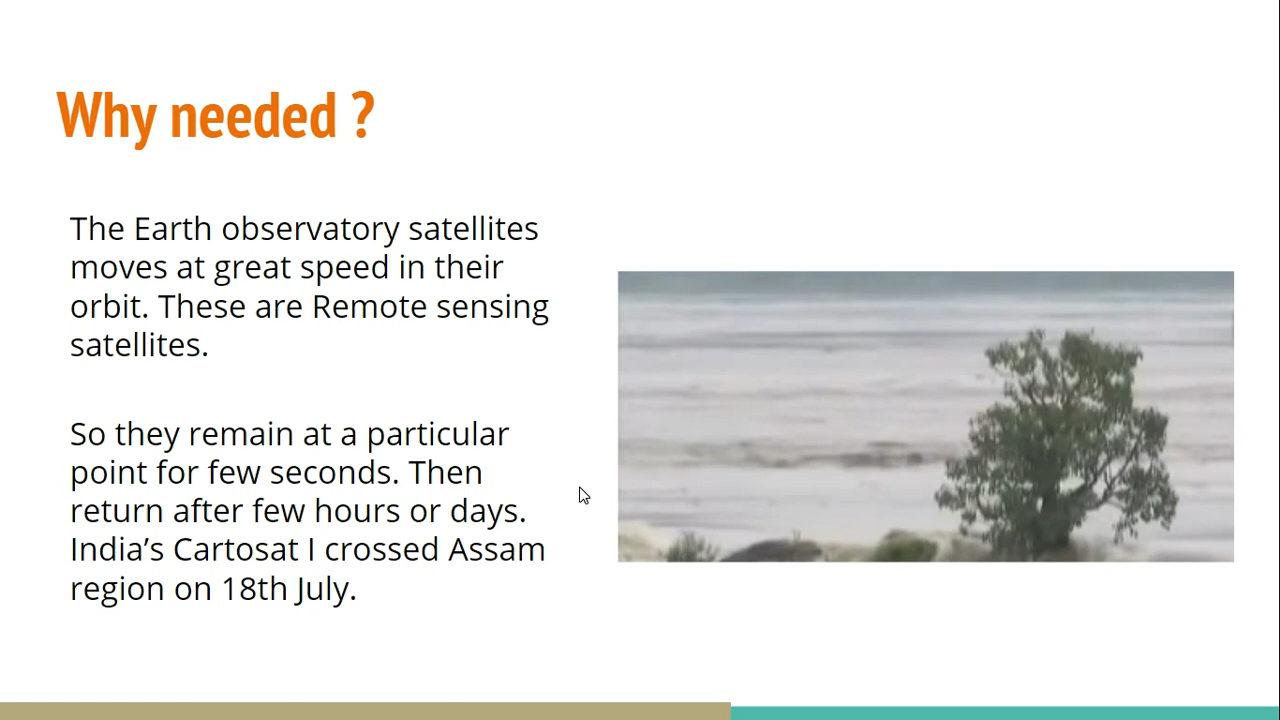 Why needed ?
The Earth observatory satellites
moves at great speed in their
orbit. These are Remote sensing
satellites.
So they remain at a particular
point for few seconds. Then
return after few hours or days.
India’s Cartosat I crossed Assam
region on 18th July.